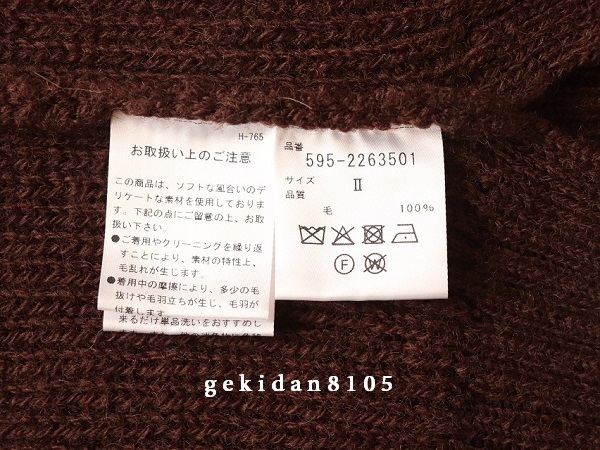 H-765
お取扱い上のご注意
この商品は、ソフトな風合いのデ
リケートな素材を使用しておりま
す。下記の点にご留意の上、お取
扱い下さい。
●ご着用やクリーニングを繰り返
すことにより、素材の特性上、
毛乱れが生じます。
●着用中の摩擦により、多少の毛
抜けや毛羽立ちが生じ、毛羽が
付着します
来るだけ単品洗いをおすすめし
品番
595-2263501
サイズ II
品質
毛 100%
F
W
gekidan8105